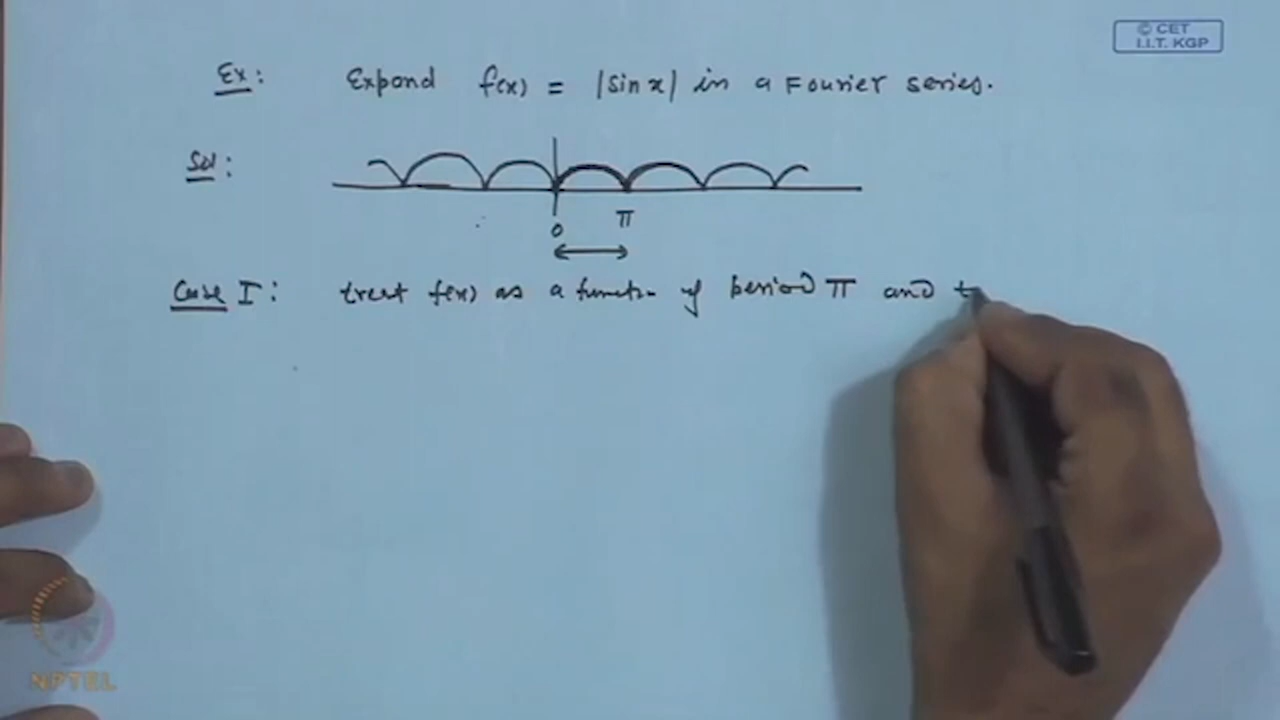 © CET
I.I.T. KGP
Ex: Expand f(x) = |sin x| in a Fourier series.
Sol:
0 π
Case I: treat f(x) as a function of period π and t
NPTEL